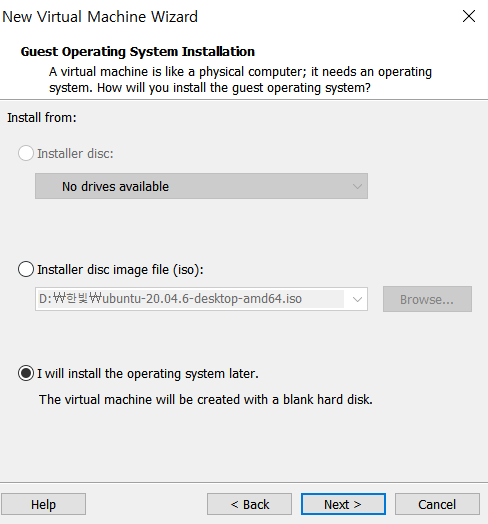 New Virtual Machine Wizard
Guest Operating System Installation
A virtual machine is like a physical computer; it needs an operating
system. How will you install the guest operating system?
Install from:
Installer disc:
No drives available
Installer disc image file (iso):
D:₩한빛₩ubuntu-20.04.6-desktop-amd64.iso
Browse...
I will install the operating system later.
The virtual machine will be created with a blank hard disk.
Help
< Back
Next >
Cancel